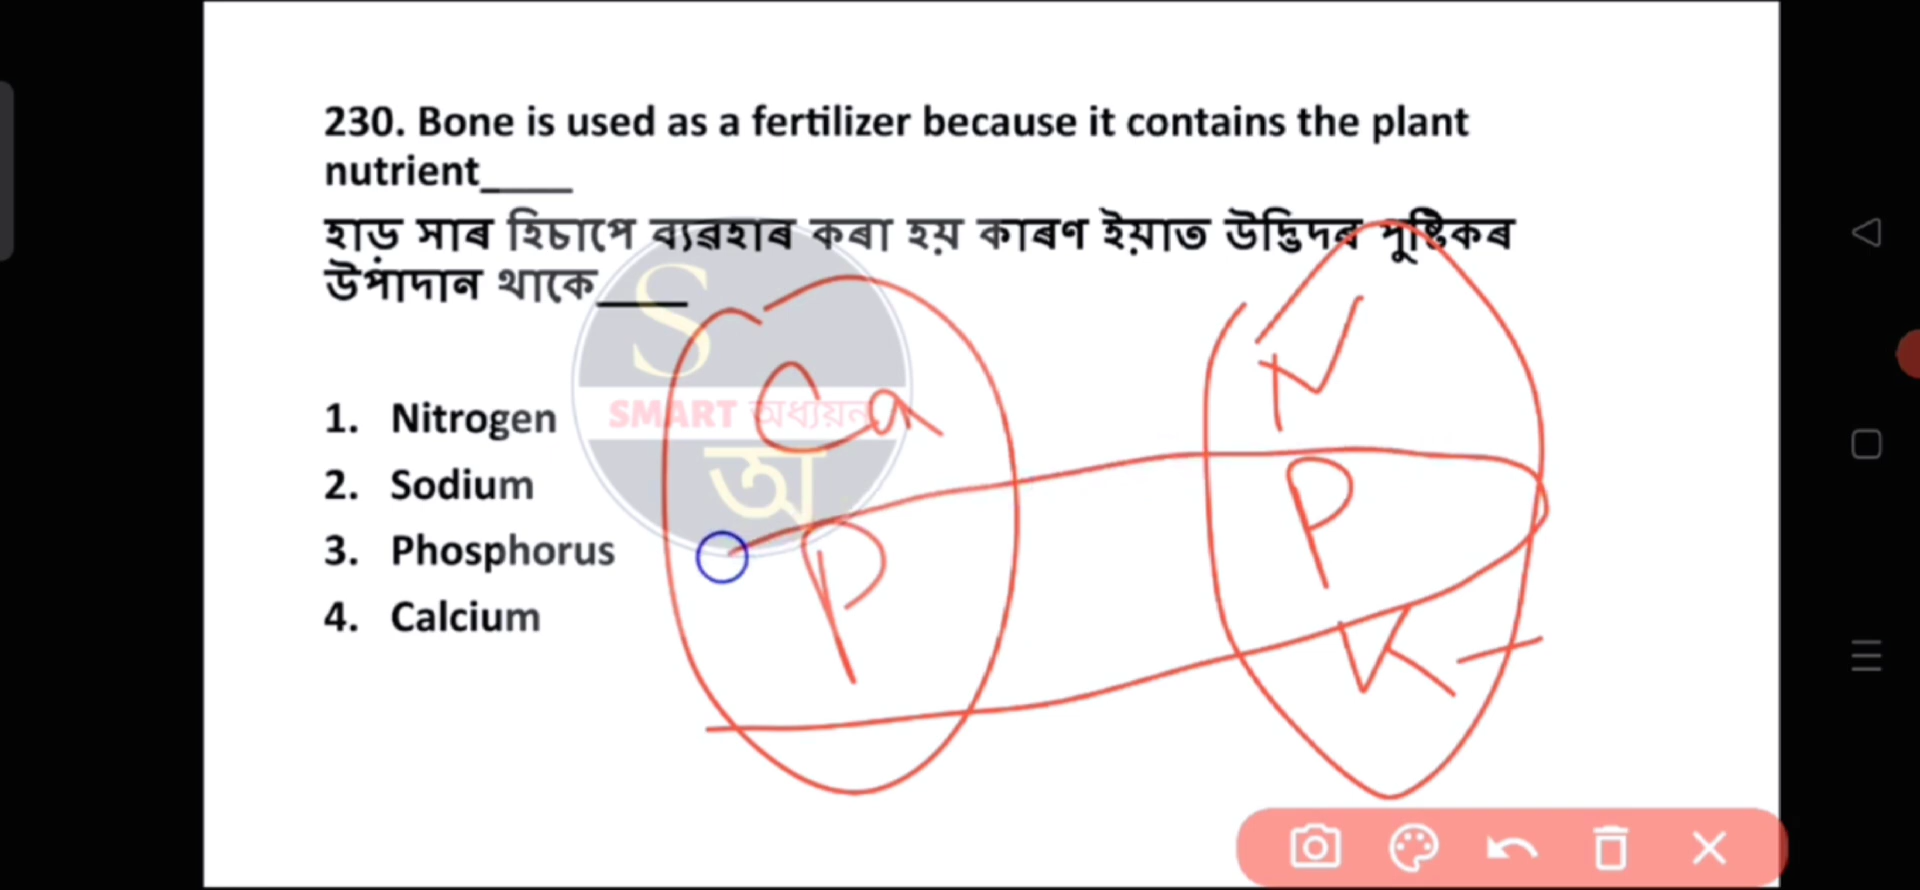 230. Bone is used as a fertilizer because it contains the plant
nutrient____
হাড় সাৰ হিচাপে ব্যৱহাৰ কৰা হয় কাৰণ ইয়াত উদ্ভিদৰ পুষ্টিকৰ
উপাদান থাকে____
S
SMART অধ্যয়ন
অ
1. Nitrogen
2. Sodium
3. Phosphorus
4. Calcium
Ca
P
N
P
K